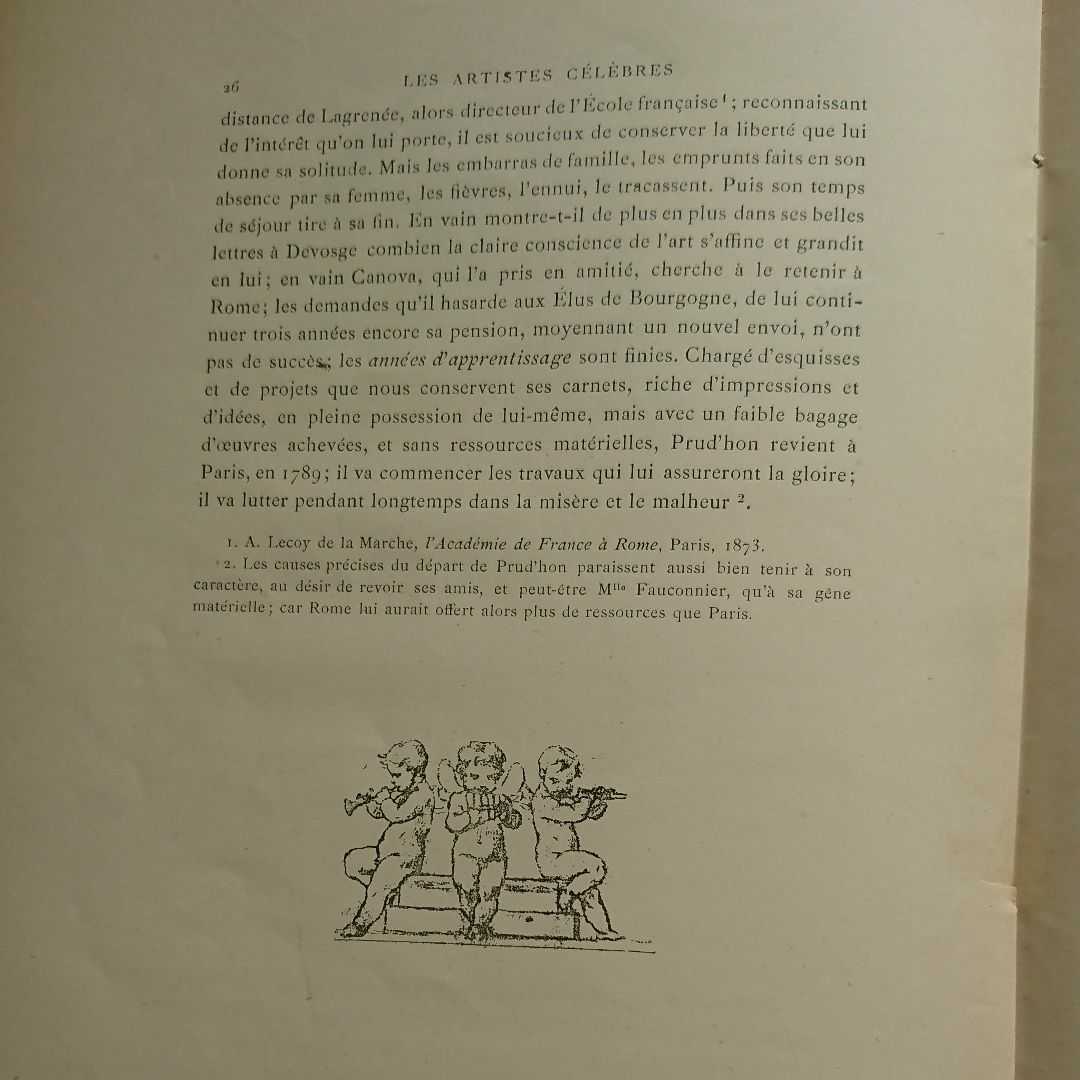 26
LES ARTISTES CÉLÈBRES
distance de Lagrenée, alors directeur de l'École française ¹ ; reconnaissant
de l'intérêt qu'on lui porte, il est soucieux de conserver la liberté que lui
donne sa solitude. Mais les embarras de famille, les emprunts faits en son
absence par sa femme, les fièvres, l'ennui, le tracassent. Puis son temps
de séjour tire à sa fin. En vain montre-t-il de plus en plus dans ses belles
lettres à Devosge combien la claire conscience de l'art s'affine et grandit
en lui ; en vain Canova, qui l'a pris en amitié, cherche à le retenir à
Rome ; les demandes qu'il hasarde aux Élus de Bourgogne, de lui conti-
nuer trois années encore sa pension, moyennant un nouvel envoi, n'ont
pas de succès ; les années d'apprentissage sont finies. Chargé d'esquisses
et de projets que nous conservent ses carnets, riche d'impressions et
d'idées, en pleine possession de lui-même, mais avec un faible bagage
d'œuvres achevées, et sans ressources matérielles, Prud'hon revient à
Paris, en 1789 ; il va commencer les travaux qui lui assureront la gloire ;
il va lutter pendant longtemps dans la misère et le malheur ².
1. A. Lecoy de la Marche, l'Académie de France à Rome, Paris, 1873.
2. Les causes précises du départ de Prud'hon paraissent aussi bien tenir à son
caractère, au désir de revoir ses amis, et peut-être Mlle Fauconnier, qu'à sa gêne
matérielle ; car Rome lui aurait offert alors plus de ressources que Paris.